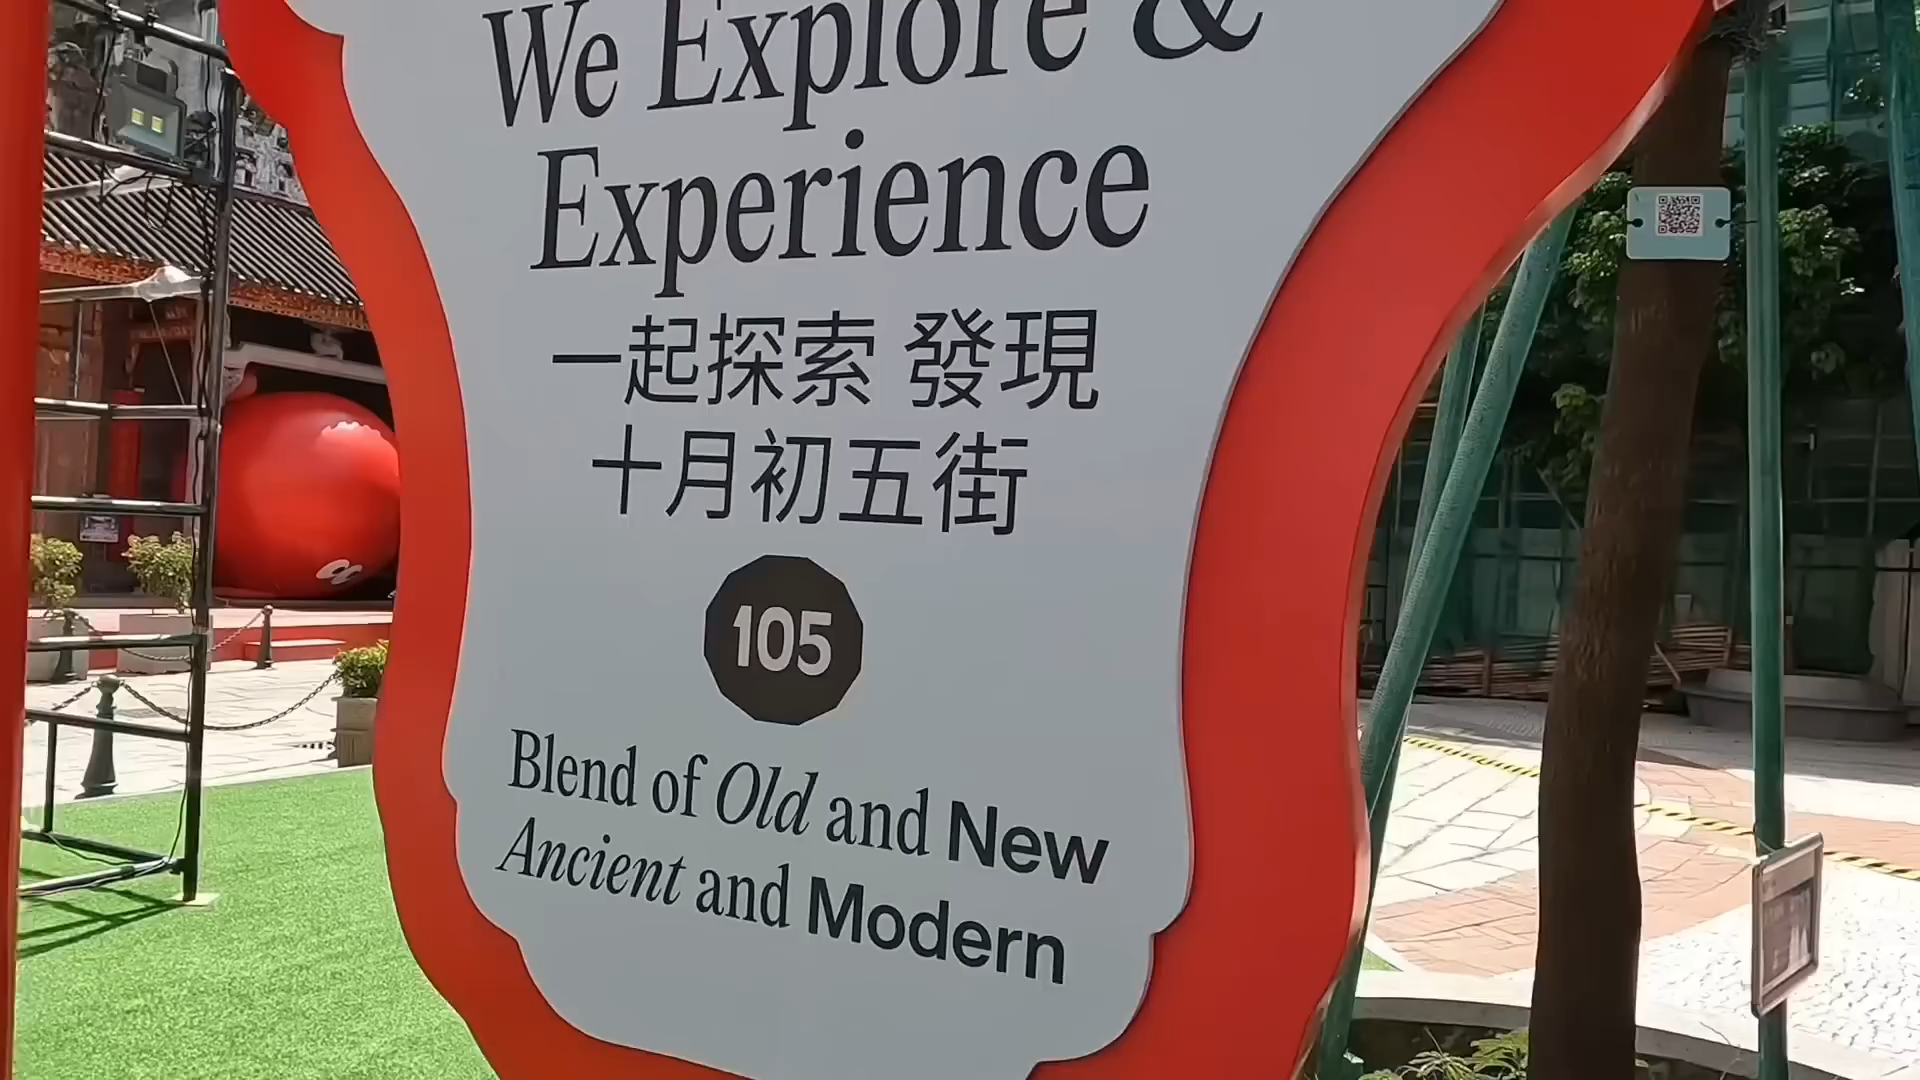 We Explore &
Experience
一起探索 發現
十月初五街
105
Blend of Old and New
Ancient and Modern